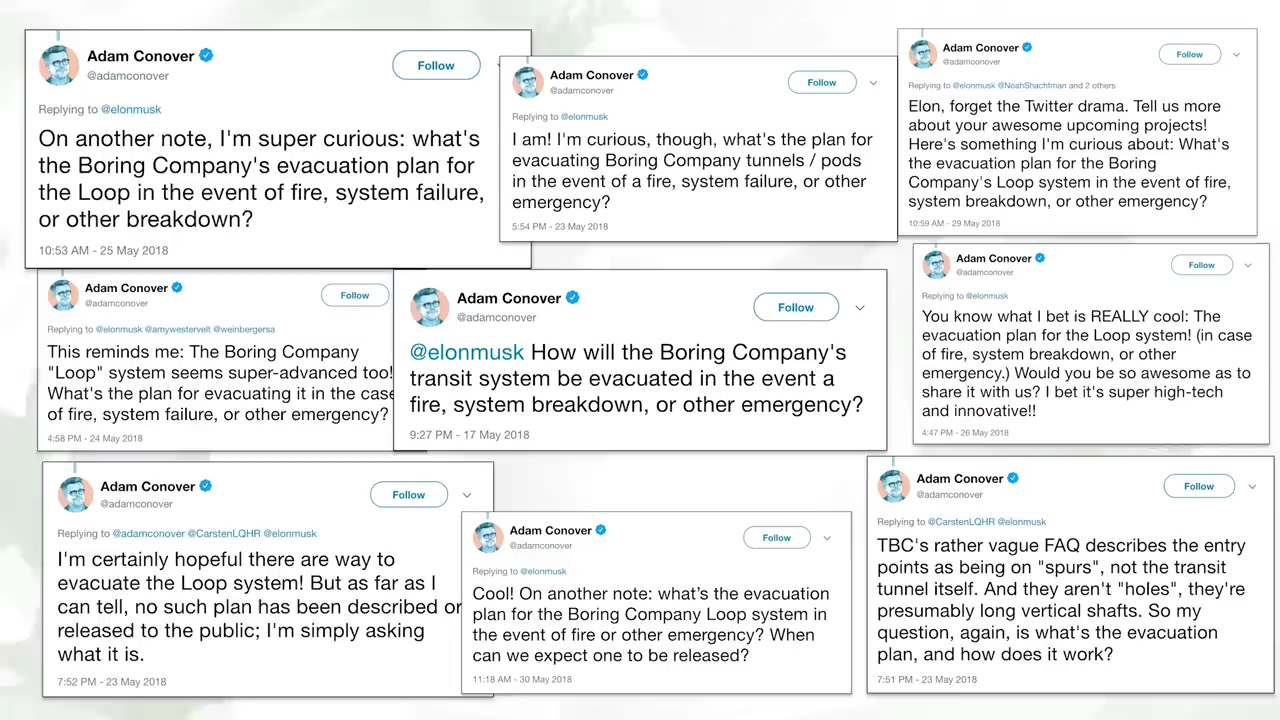 Adam Conover
@adamconover
Follow
Replying to @elonmusk
On another note, I'm super curious: what's
the Boring Company's evacuation plan for
the Loop in the event of fire, system failure,
or other breakdown?
10:53 AM - 25 May 2018
Adam Conover
@adamconover
Follow
Replying to @elonmusk
I am! I'm curious, though, what's the plan for
evacuating Boring Company tunnels / pods
in the event of a fire, system failure, or other
emergency?
5:54 PM - 23 May 2018
Adam Conover
@adamconover
Follow
Replying to @elonmusk @NoahShachtman and 2 others
Elon, forget the Twitter drama. Tell us more
about your awesome upcoming projects!
Here's something I'm curious about: What's
the evacuation plan for the Boring
Company's Loop system in the event of fire,
system breakdown, or other emergency?
10:59 AM - 29 May 2018
Adam Conover
@adamconover
Follow
Replying to @elonmusk @amywestervelt @weinbergersa
This reminds me: The Boring Company
"Loop" system seems super-advanced too!
What's the plan for evacuating it in the case
of fire, system failure, or other emergency?
4:58 PM - 24 May 2018
Adam Conover
@adamconover
Follow
@elonmusk How will the Boring Company's
transit system be evacuated in the event a
fire, system breakdown, or other emergency?
9:27 PM - 17 May 2018
Adam Conover
@adamconover
Follow
Replying to @elonmusk
You know what I bet is REALLY cool: The
evacuation plan for the Loop system! (in case
of fire, system breakdown, or other
emergency.) Would you be so awesome as to
share it with us? I bet it's super high-tech
and innovative!!
4:47 PM - 26 May 2018
Adam Conover
@adamconover
Follow
Replying to @adamconover @CarstenLQHR @elonmusk
I'm certainly hopeful there are way to
evacuate the Loop system! But as far as I
can tell, no such plan has been described or
released to the public; I'm simply asking
what it is.
7:52 PM - 23 May 2018
Adam Conover
@adamconover
Follow
Replying to @elonmusk
Cool! On another note: what's the evacuation
plan for the Boring Company Loop system in
the event of fire or other emergency? When
can we expect one to be released?
11:18 AM - 30 May 2018
Adam Conover
@adamconover
Follow
Replying to @CarstenLQHR @elonmusk
TBC's rather vague FAQ describes the entry
points as being on "spurs", not the transit
tunnel itself. And they aren't "holes", they're
presumably long vertical shafts. So my
question, again, is what's the evacuation
plan, and how does it work?
7:51 PM - 23 May 2018